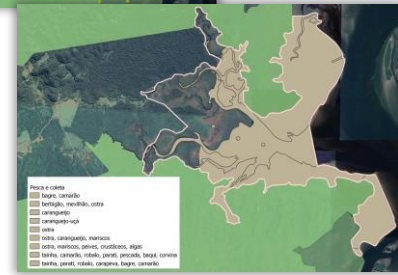 Pesca e coleta
bagre, camarão
berbigão, mexilhão, ostra
caranguejo
caranguejo-uçá
ostra
ostra, caranguejo, mariscos
ostra, mariscos, peixes, crustáceos, algas
tainha, camarão, robalo, parati, pescada, baqui, corvina
tainha, parati, robalo, carapeva, bagre, camarão